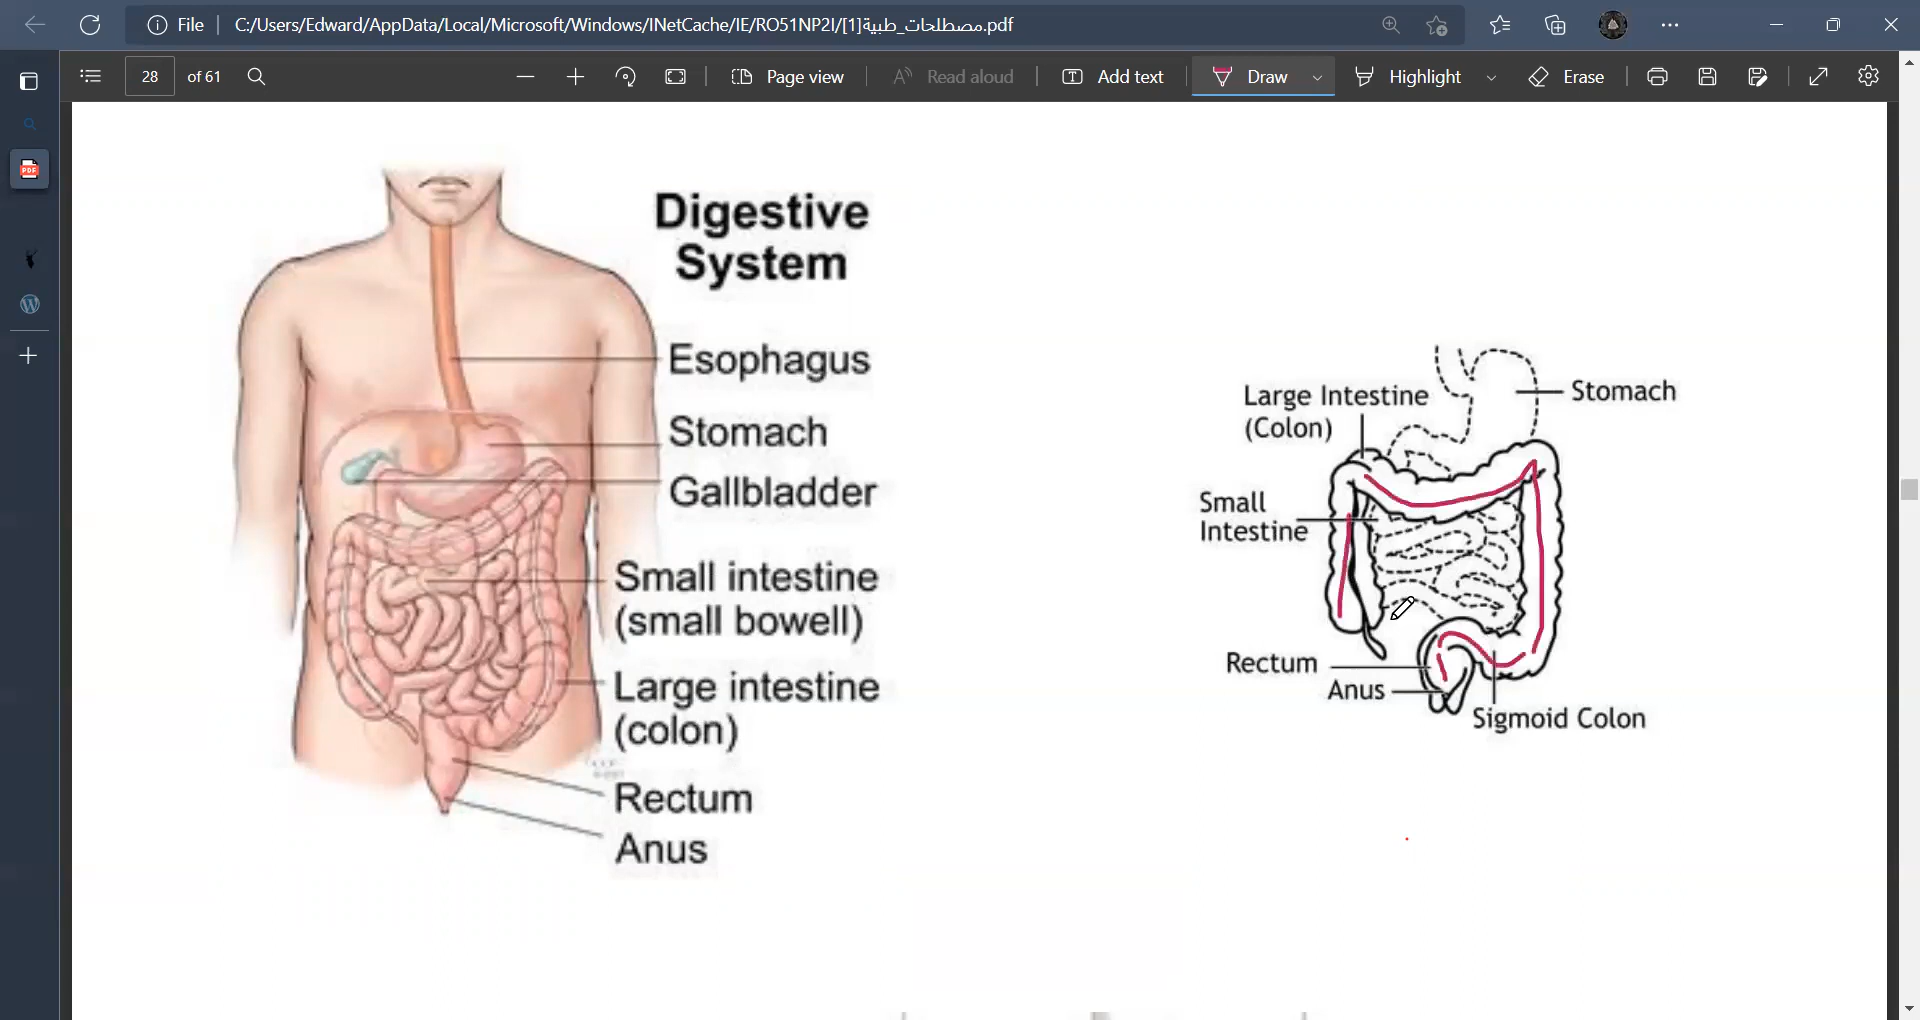 File
C:/Users/Edward/AppData/Local/Microsoft/Windows/INetCache/IE/RO51NP2I/[1]مصطلحات_طبية.pdf
28 of 61
Page view
Read aloud
Add text
Draw
Highlight
Erase
PDF
Digestive
System
Esophagus
Stomach
Gallbladder
Small intestine
(small bowell)
Large intestine
(colon)
Rectum
Anus
Large Intestine
(Colon)
Stomach
Small
Intestine
Rectum
Anus
Sigmoid Colon